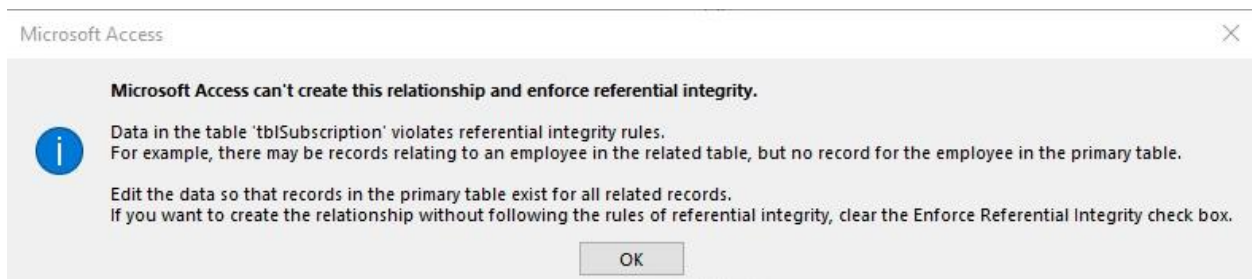 Microsoft Access
Microsoft Access can't create this relationship and enforce referential integrity.
Data in the table 'tblSubscription' violates referential integrity rules.
For example, there may be records relating to an employee in the related table, but no record for the employee in the primary table.
Edit the data so that records in the primary table exist for all related records.
If you want to create the relationship without following the rules of referential integrity, clear the Enforce Referential Integrity check box.
OK